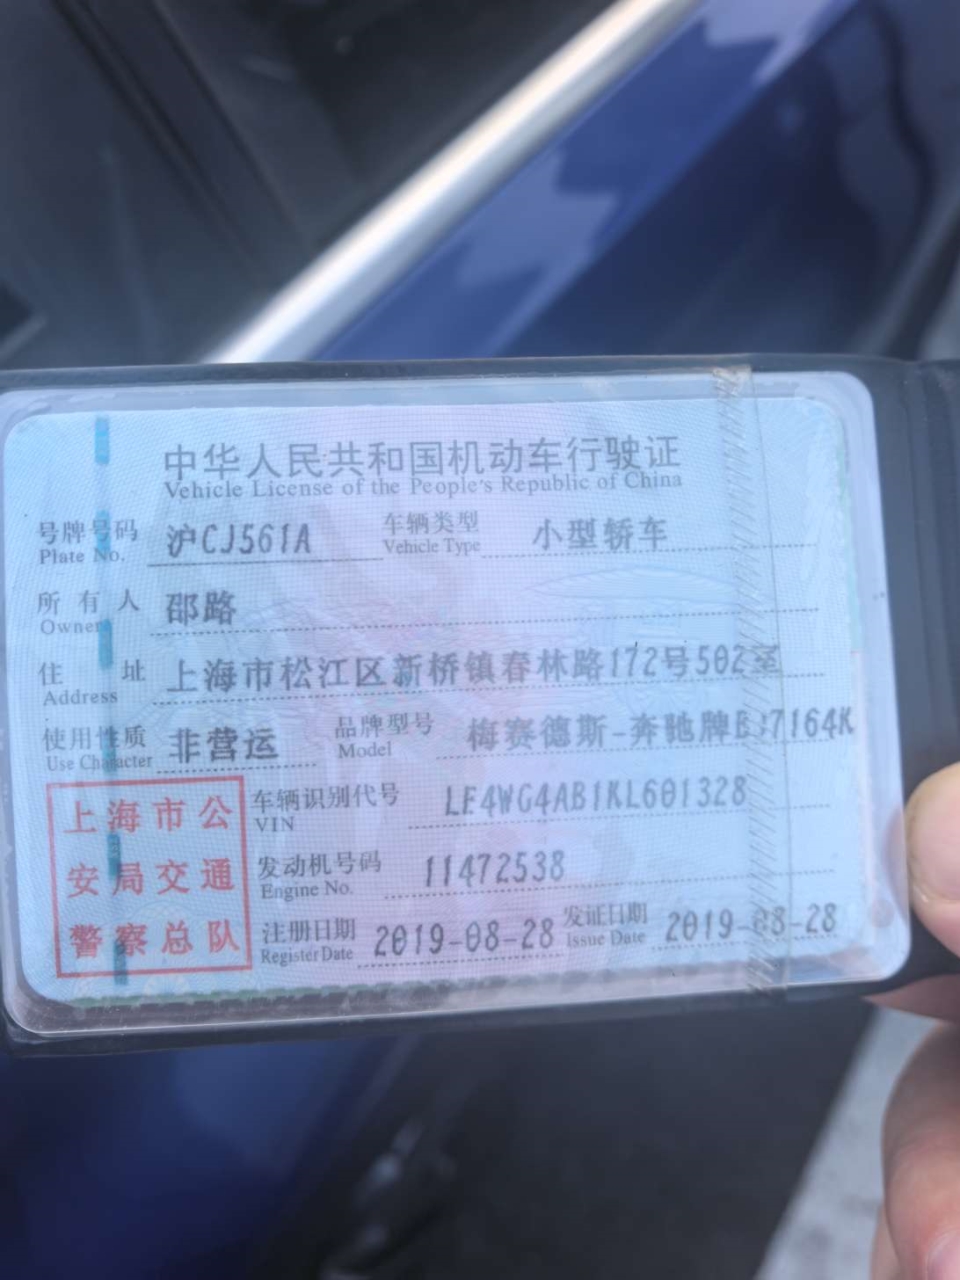 中华人民共和国机动车行驶证
Vehicle License of the People's Republic of China
号牌号码 沪CJ561A 车辆类型 小型轿车
Plate No. Vehicle Type
所有人 邵路
Owner
住址 上海市松江区新桥镇春林路172号502室
Address
使用性质 非营运 品牌型号 梅赛德斯-奔驰牌BJ7164K
Use Character Model
上海市公 车辆识别代号 LE4WG4AB1KL601328
VIN
安局交通 发动机号码 11472538
Engine No.
警察总队 注册日期 2019-08-28 发证日期 2019-08-28
Register Date Issue Date